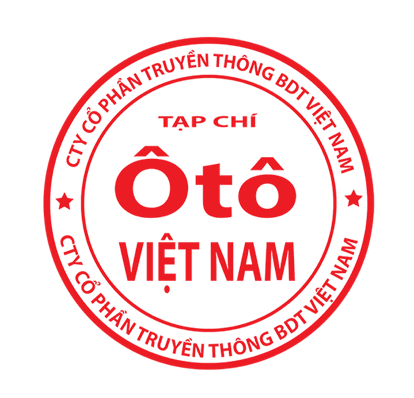 CTY CỔ PHẦN TRUYỀN THÔNG BDT VIỆT NAM
TẠP CHÍ
Ôtô
VIỆT NAM
CTY CỔ PHẦN TRUYỀN THÔNG BDT VIỆT NAM